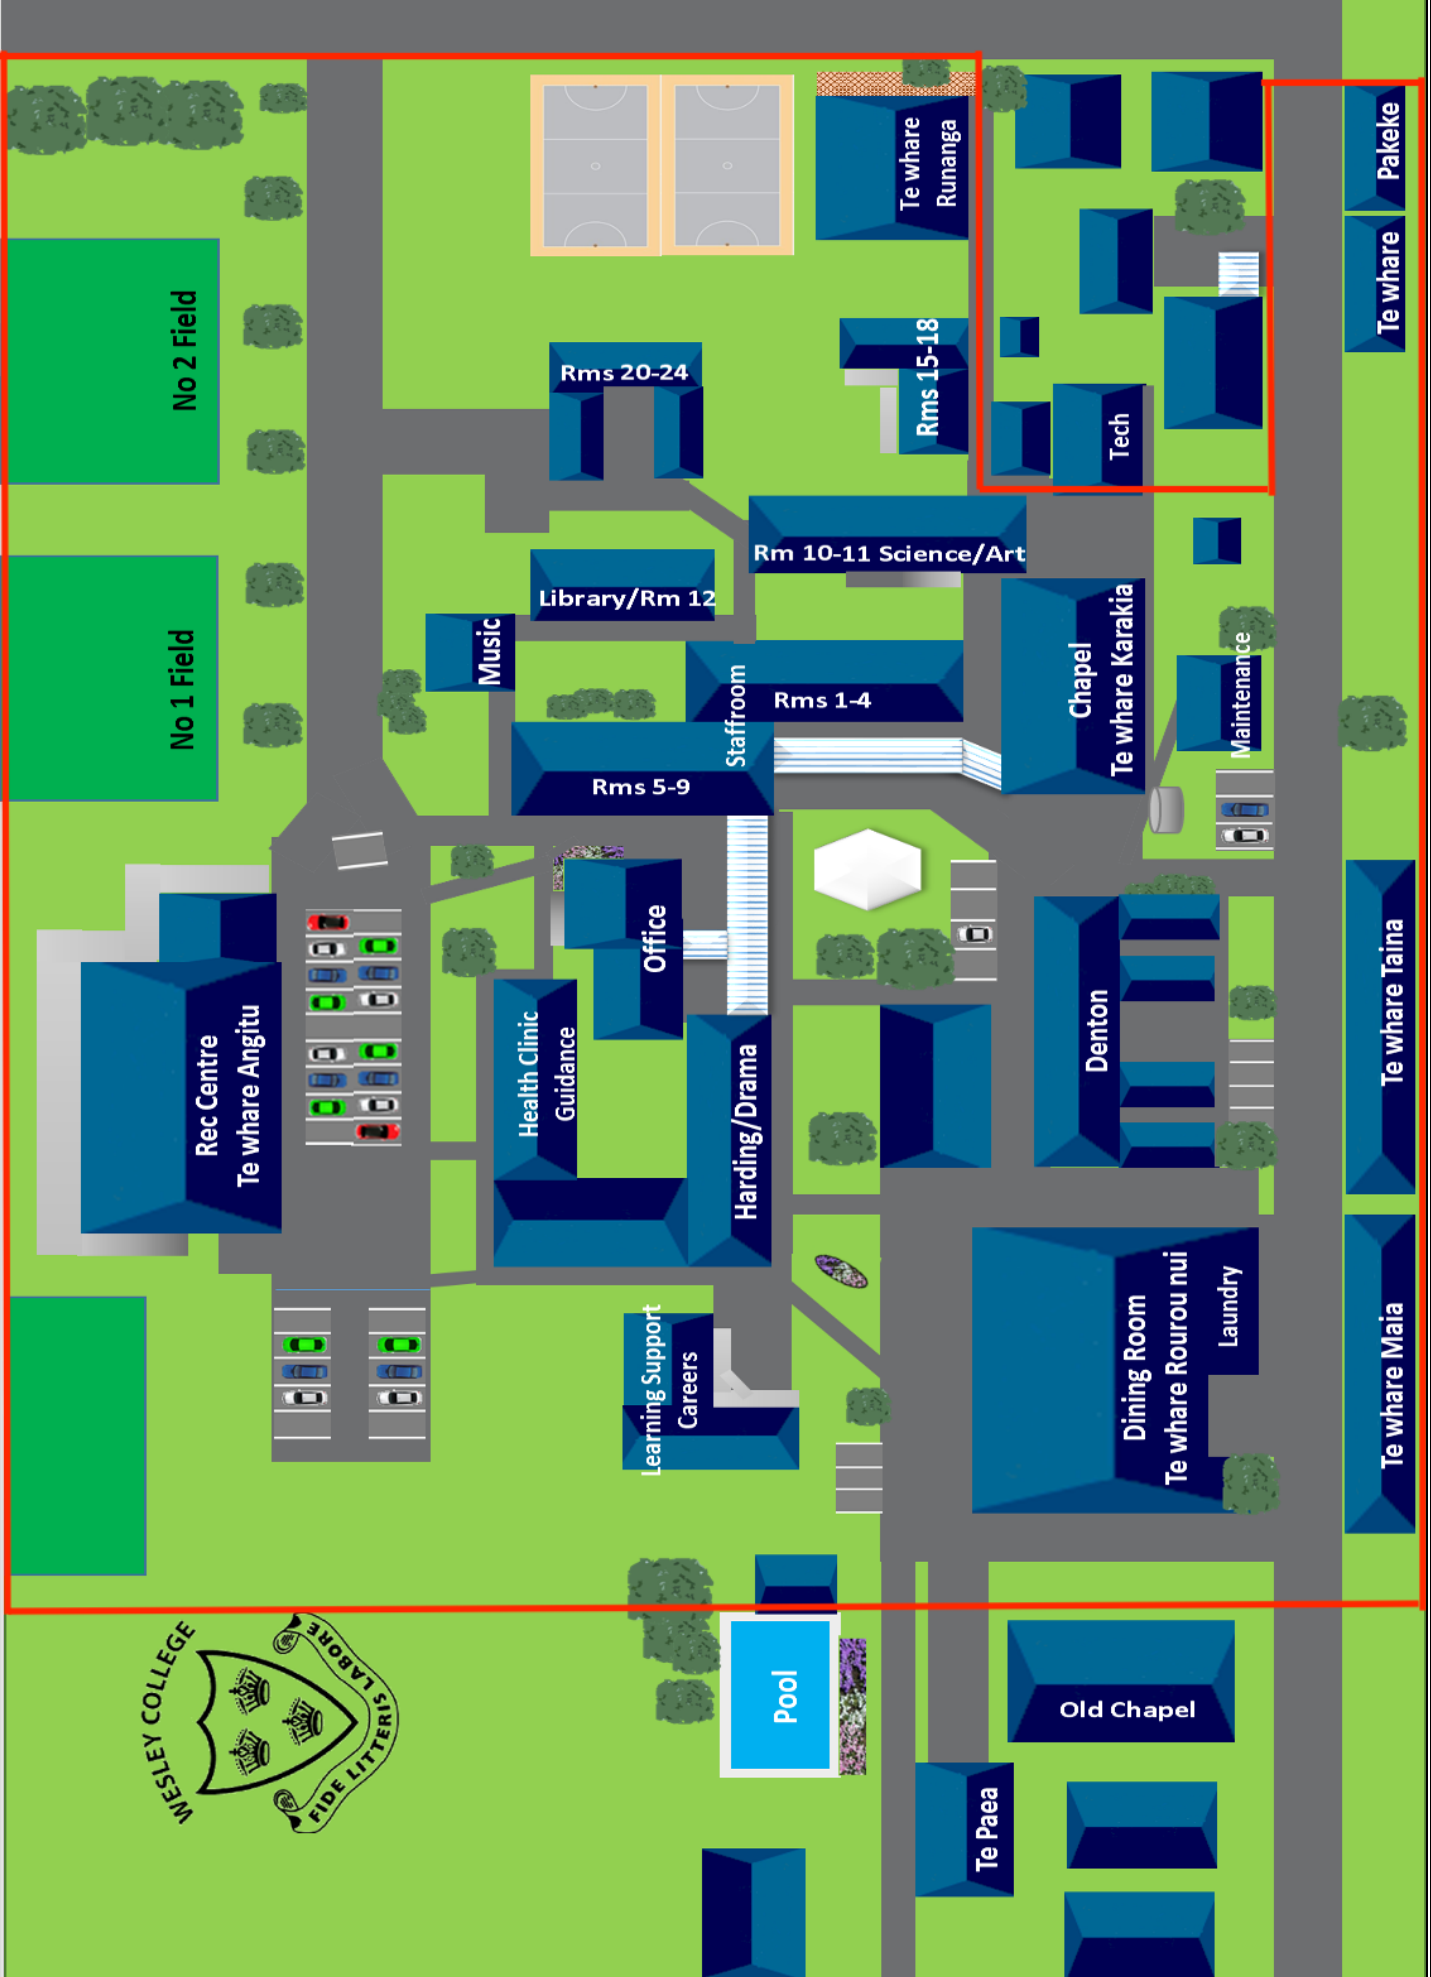 No 2 Field
No 1 Field
Te whare
Runanga
Pakeke
Te whare
Rms 20-24
Rms 15-18
Tech
Rm 10-11 Science/Art
Library/Rm 12
Music
Staffroom
Rms 1-4
Chapel
Te whare Karakia
Maintenance
Rms 5-9
Office
Rec Centre
Te whare Angitu
Health Clinic
Guidance
Harding/Drama
Denton
Te whare Taina
Learning Support
Careers
Dining Room
Te whare Rourou nui
Laundry
Te whare Maia
WESLEY COLLEGE
FIDE LITTERIS LABORE
Pool
Old Chapel
Te Paea